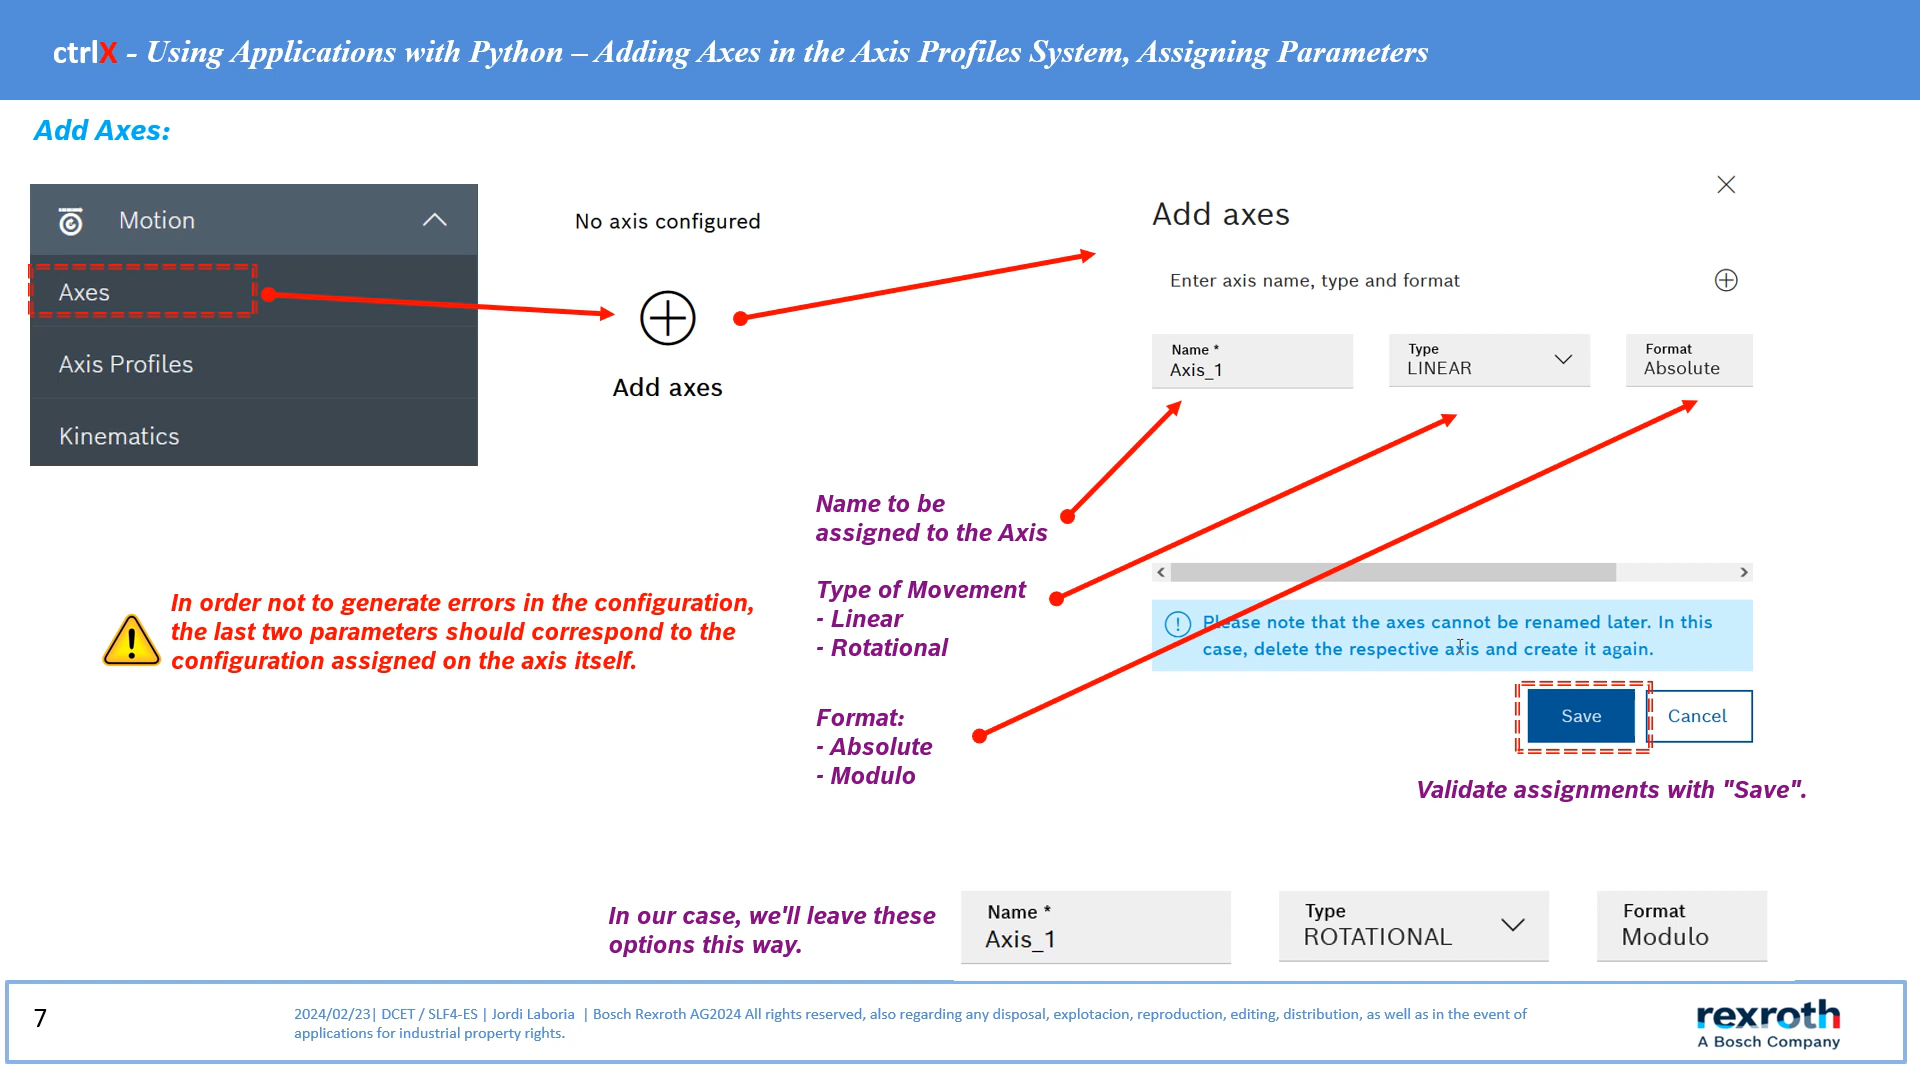 ctrlX - Using Applications with Python – Adding Axes in the Axis Profiles System, Assigning Parameters
Add Axes:
Motion
Axes
Axis Profiles
Kinematics
No axis configured
Add axes
Add axes
Enter axis name, type and format
Name *
Axis_1
Type
LINEAR
Format
Absolute
Name to be
assigned to the Axis
Type of Movement
- Linear
- Rotational
Format:
- Absolute
- Modulo
In order not to generate errors in the configuration,
the last two parameters should correspond to the
configuration assigned on the axis itself.
Please note that the axes cannot be renamed later. In this
case, delete the respective axis and create it again.
Save
Cancel
Validate assignments with "Save".
In our case, we'll leave these
options this way.
Name *
Axis_1
Type
ROTATIONAL
Format
Modulo
7
2024/02/23| DCET / SLF4-ES | Jordi Laboria | Bosch Rexroth AG2024 All rights reserved, also regarding any disposal, explotacion, reproduction, editing, distribution, as well as in the event of
applications for industrial property rights.
rexroth
A Bosch Company